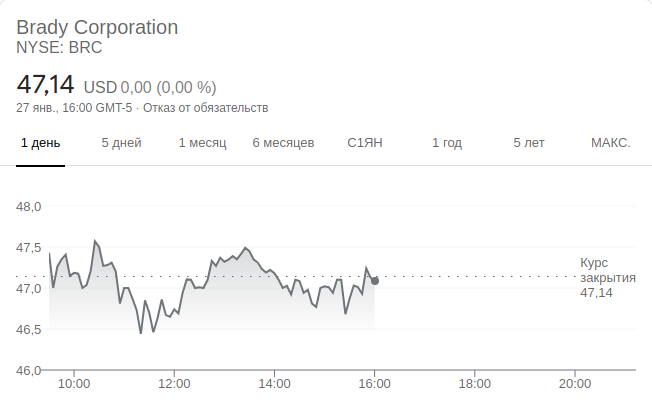 Brady Corporation
NYSE: BRC
47,14 USD 0,00 (0,00 %)
27 янв., 16:00 GMT-5 · Отказ от обязательств
1 день 5 дней 1 месяц 6 месяцев С1ЯН 1 год 5 лет МАКС.
48,0
47,5
Курс
закрытия
47,14
47,0
46,5
46,0
10:00 12:00 14:00 16:00 18:00 20:00